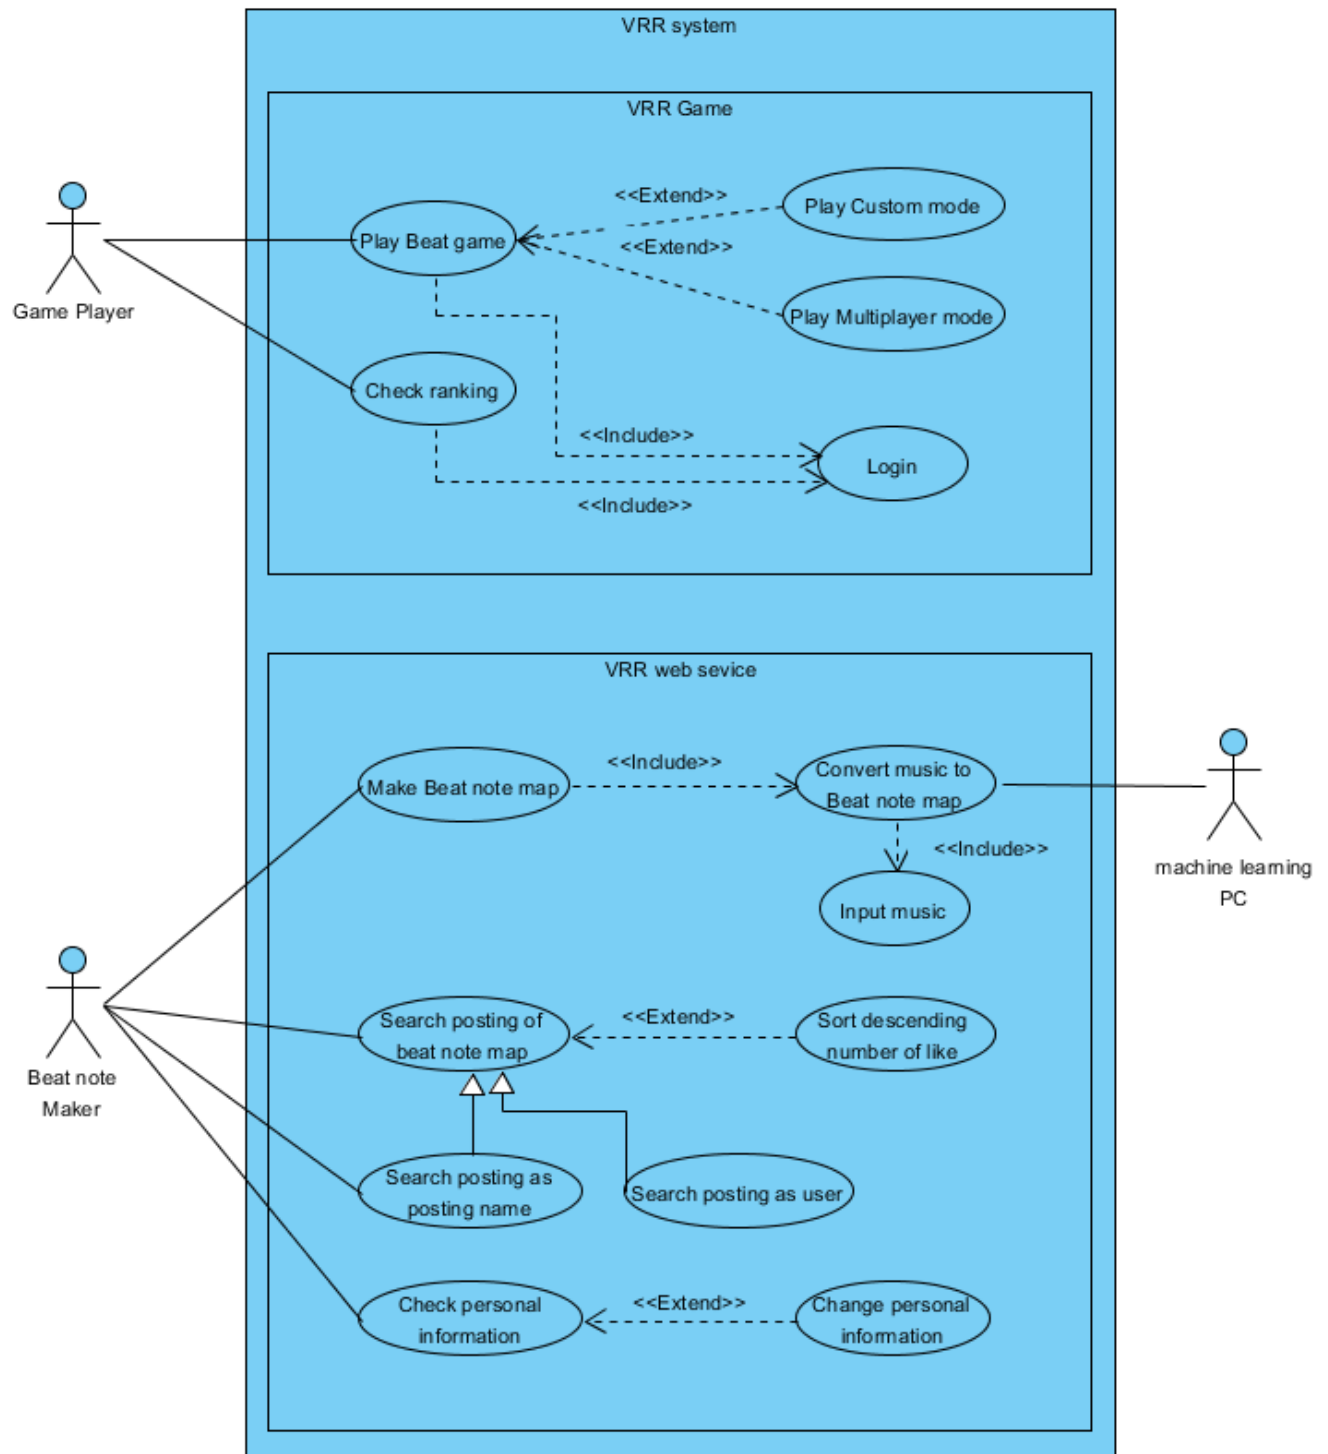 VRR system
VRR Game
<<Extend>>
Play Custom mode
Play Beat game
<<Extend>>
Game Player
Play Multiplayer mode
Check ranking
<<Include>>
Login
<<Include>>
VRR web sevice
Make Beat note map
<<Include>>
Convert music to
Beat note map
<<Include>>
machine learning
PC
Input music
Search posting of
beat note map
<<Extend>>
Sort descending
number of like
Beat note
Maker
Search posting as
posting name
Search posting as user
Check personal
information
<<Extend>>
Change personal
information